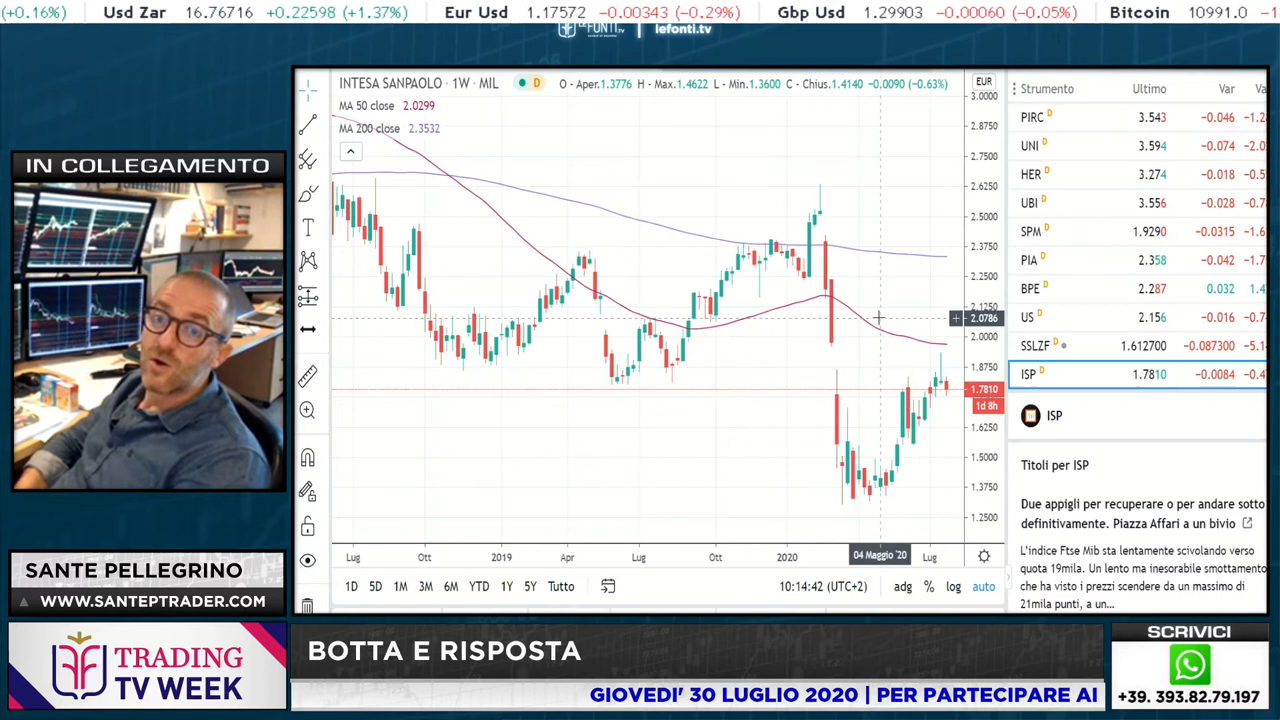 (+0.16%) Usd Zar 16.76716 +0.22598 (+1.37%) Eur Usd 1.17572 -0.00343 (-0.29%) Gbp Usd 1.29903 -0.00060 (-0.05%) Bitcoin 10991.0
LE FONTI TV lefonti.tv
IN COLLEGAMENTO
INTESA SANPAOLO · 1W · MIL D O - Aper.1.3776 H - Max.1.4622 L - Min.1.3600 C - Chius.1.4140 -0.0090 (-0.63%)
MA 50 close 2.0299
MA 200 close 2.3532
EUR
3.0000
2.8750
2.7500
2.6250
2.5000
2.3750
2.2500
2.1250
2.0786
2.0000
1.8750
1.7810
1d 8h
1.6250
1.5000
1.3750
1.2500
Lug Ott 2019 Apr Lug Ott 2020 04 Maggio '20 Lug
1D 5D 1M 3M 6M YTD 1Y 5Y Tutto 10:14:42 (UTC+2) adg % log auto
Strumento Ultimo Var
PIRC D 3.543 -0.046
UNI D 3.594 -0.074
HER D 3.274 -0.018
UBI D 3.556 -0.028
SPM D 1.9290 -0.0315
PIA D 2.358 -0.042
BPE D 2.287 0.032
US D 2.156 -0.016
SSLZF D 1.612700 -0.087300
ISP D 1.7810 -0.0084
ISP
Titoli per ISP
Due appigli per recuperare o per andare sotto
definitivamente. Piazza Affari a un bivio
L'indice Ftse Mib sta lentamente scivolando verso
quota 19mila. Un lento ma inesorabile smottamento
che ha visto i prezzi scendere da un massimo di
21mila punti, a un...
SANTE PELLEGRINO
WWW.SANTEPTRADER.COM
TRADING
TV WEEK
BOTTA E RISPOSTA
GIOVEDI' 30 LUGLIO 2020 | PER PARTECIPARE AI
SCRIVICI
+39. 393.82.79.197